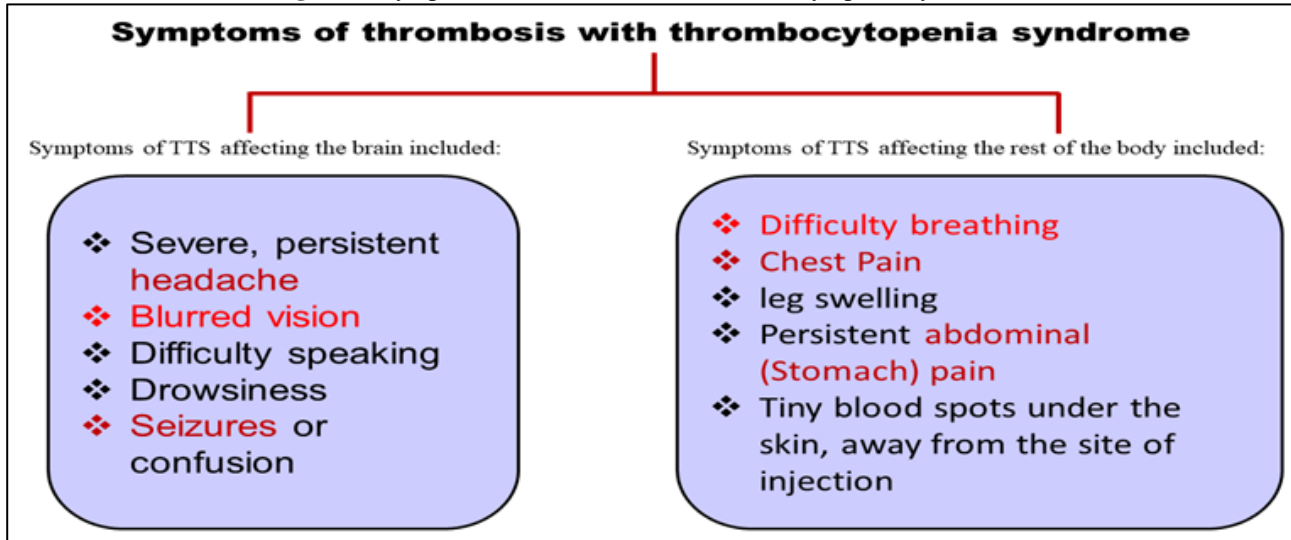 Symptoms of thrombosis with thrombocytopenia syndrome
Symptoms of TTS affecting the brain included:
❖ Severe, persistent
headache
❖ Blurred vision
❖ Difficulty speaking
❖ Drowsiness
❖ Seizures or
confusion
Symptoms of TTS affecting the rest of the body included:
❖ Difficulty breathing
❖ Chest Pain
❖ leg swelling
❖ Persistent abdominal
(Stomach) pain
❖ Tiny blood spots under the
skin, away from the site of
injection